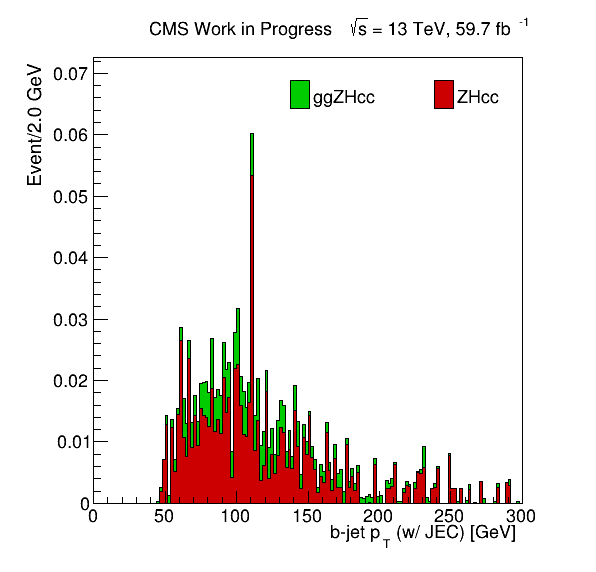 CMS Work in Progress √s = 13 TeV, 59.7 fb⁻¹
Event/2.0 GeV
0.07
0.06
0.05
0.04
0.03
0.02
0.01
0
ggZHcc ZHcc
0 50 100 150 200 250 300
b-jet p_T (w/ JEC) [GeV]